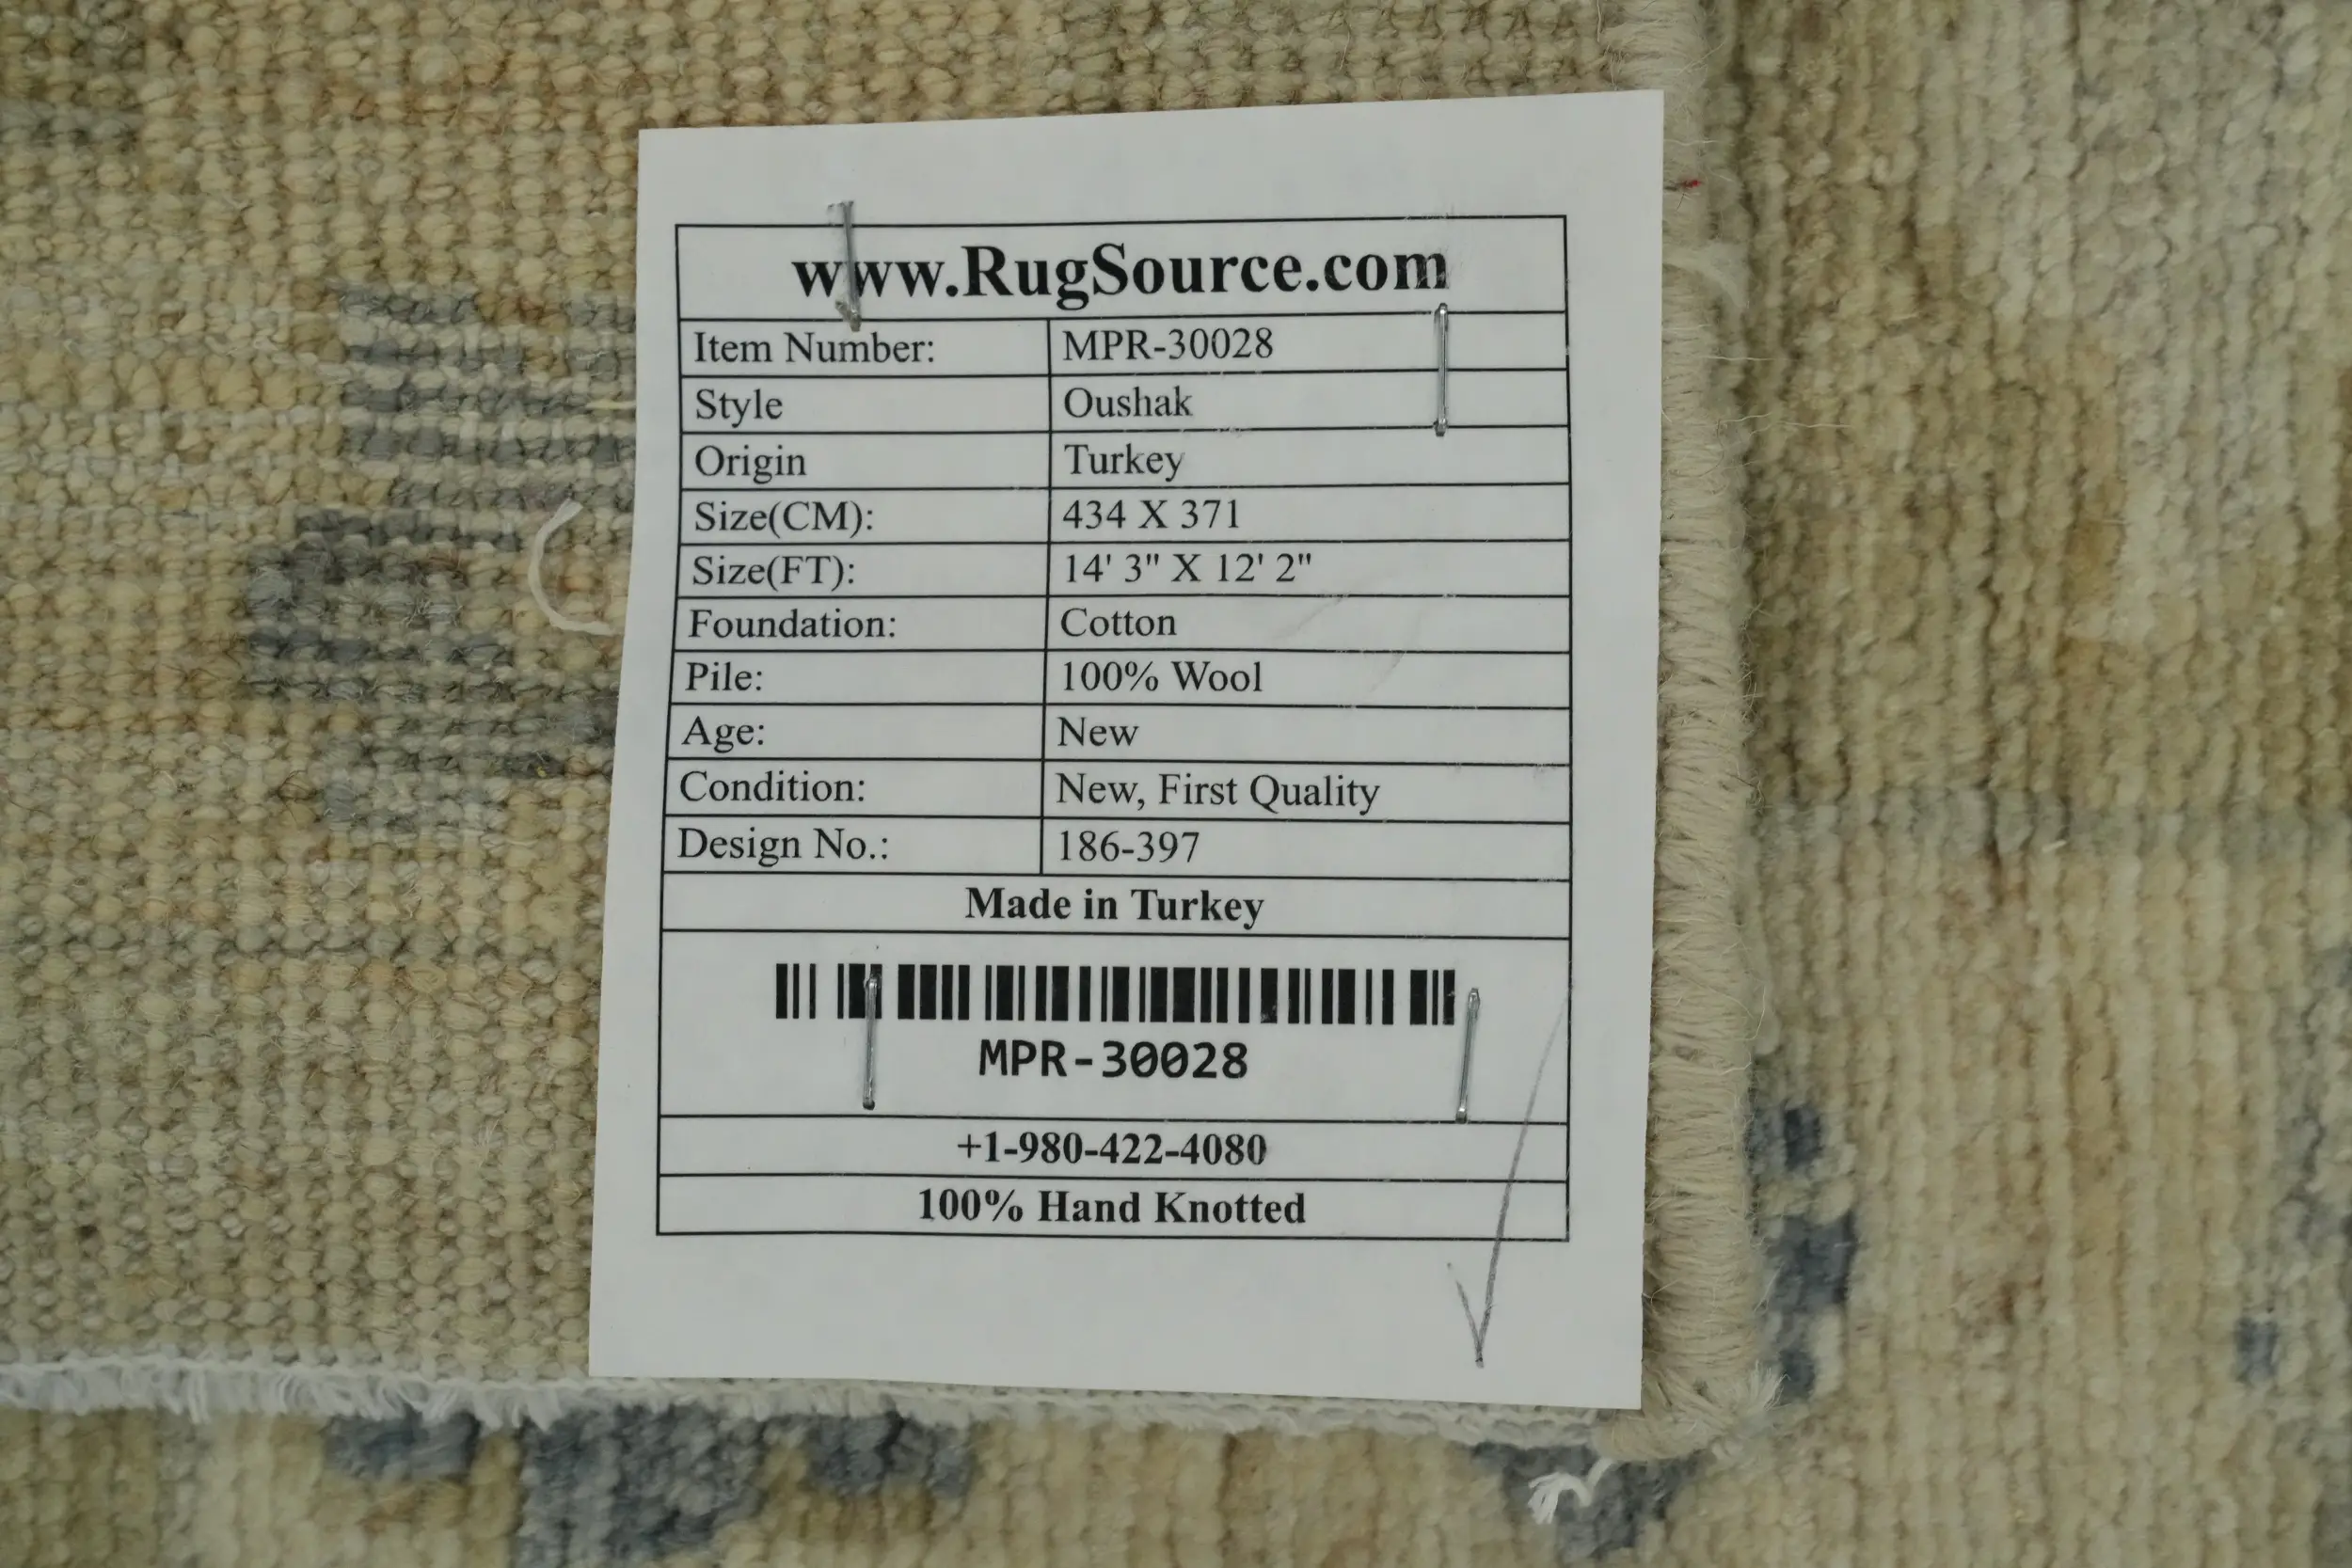 www.RugSource.com
Item Number: MPR-30028
Style Oushak
Origin Turkey
Size(CM): 434 X 371
Size(FT): 14' 3" X 12' 2"
Foundation: Cotton
Pile: 100% Wool
Age: New
Condition: New, First Quality
Design No.: 186-397
Made in Turkey
MPR-30028
+1-980-422-4080
100% Hand Knotted